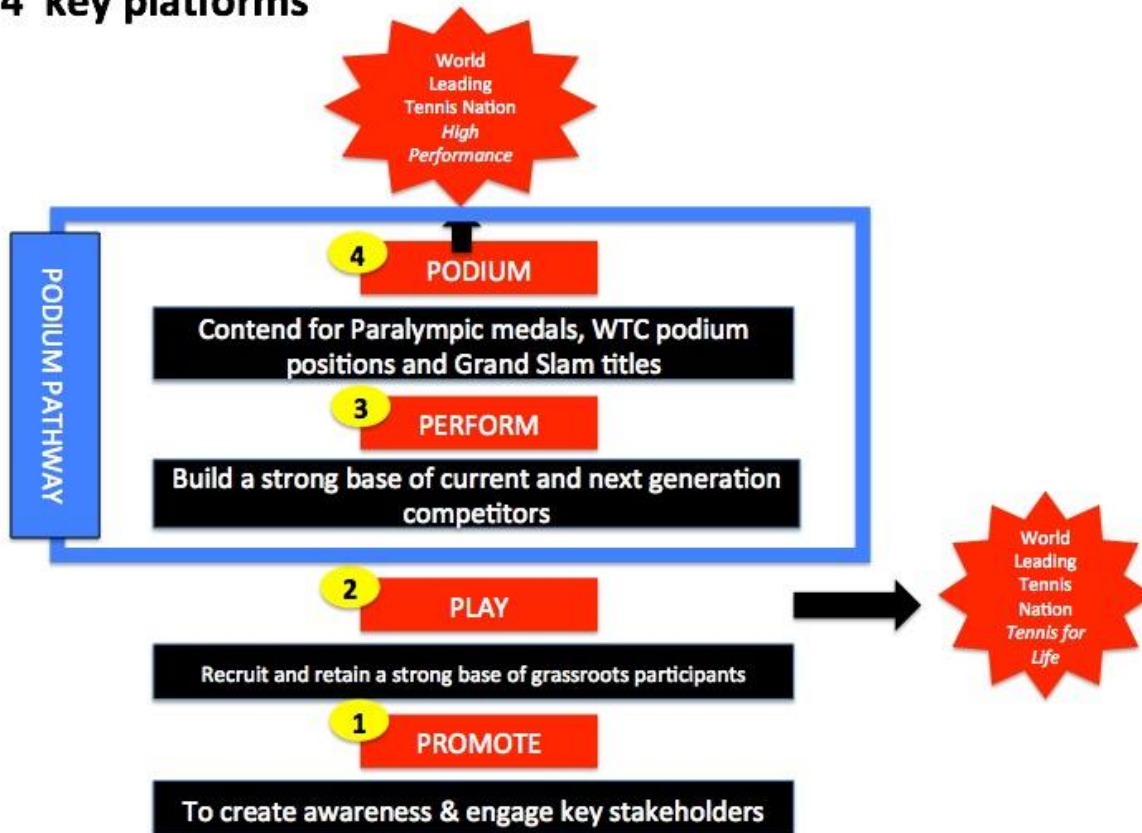 4 key platforms
World
Leading
Tennis Nation
High
Performance
PODIUM PATHWAY
4
PODIUM
Contend for Paralympic medals, WTC podium
positions and Grand Slam titles
3
PERFORM
Build a strong base of current and next generation
competitors
2
PLAY
World
Leading
Tennis
Nation
Tennis for
Life
Recruit and retain a strong base of grassroots participants
1
PROMOTE
To create awareness & engage key stakeholders